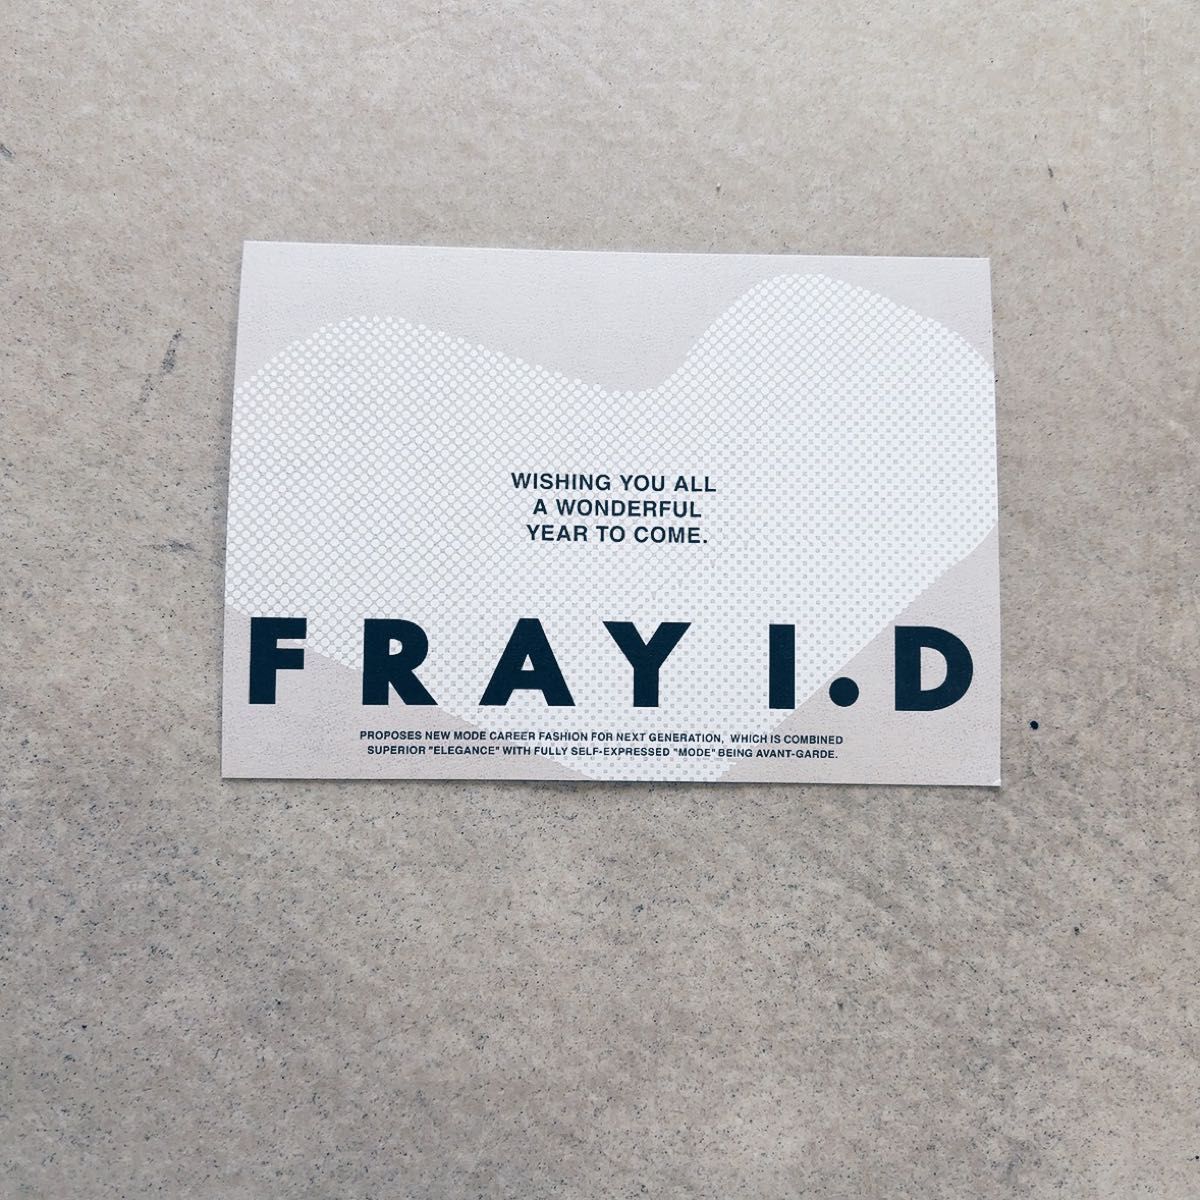 WISHING YOU ALL
A WONDERFUL
YEAR TO COME.
FRAY I.D
PROPOSES NEW MODE CAREER FASHION FOR NEXT GENERATION, WHICH IS COMBINED
SUPERIOR "ELEGANCE" WITH FULLY SELF-EXPRESSED "MODE" BEING AVANT-GARDE.